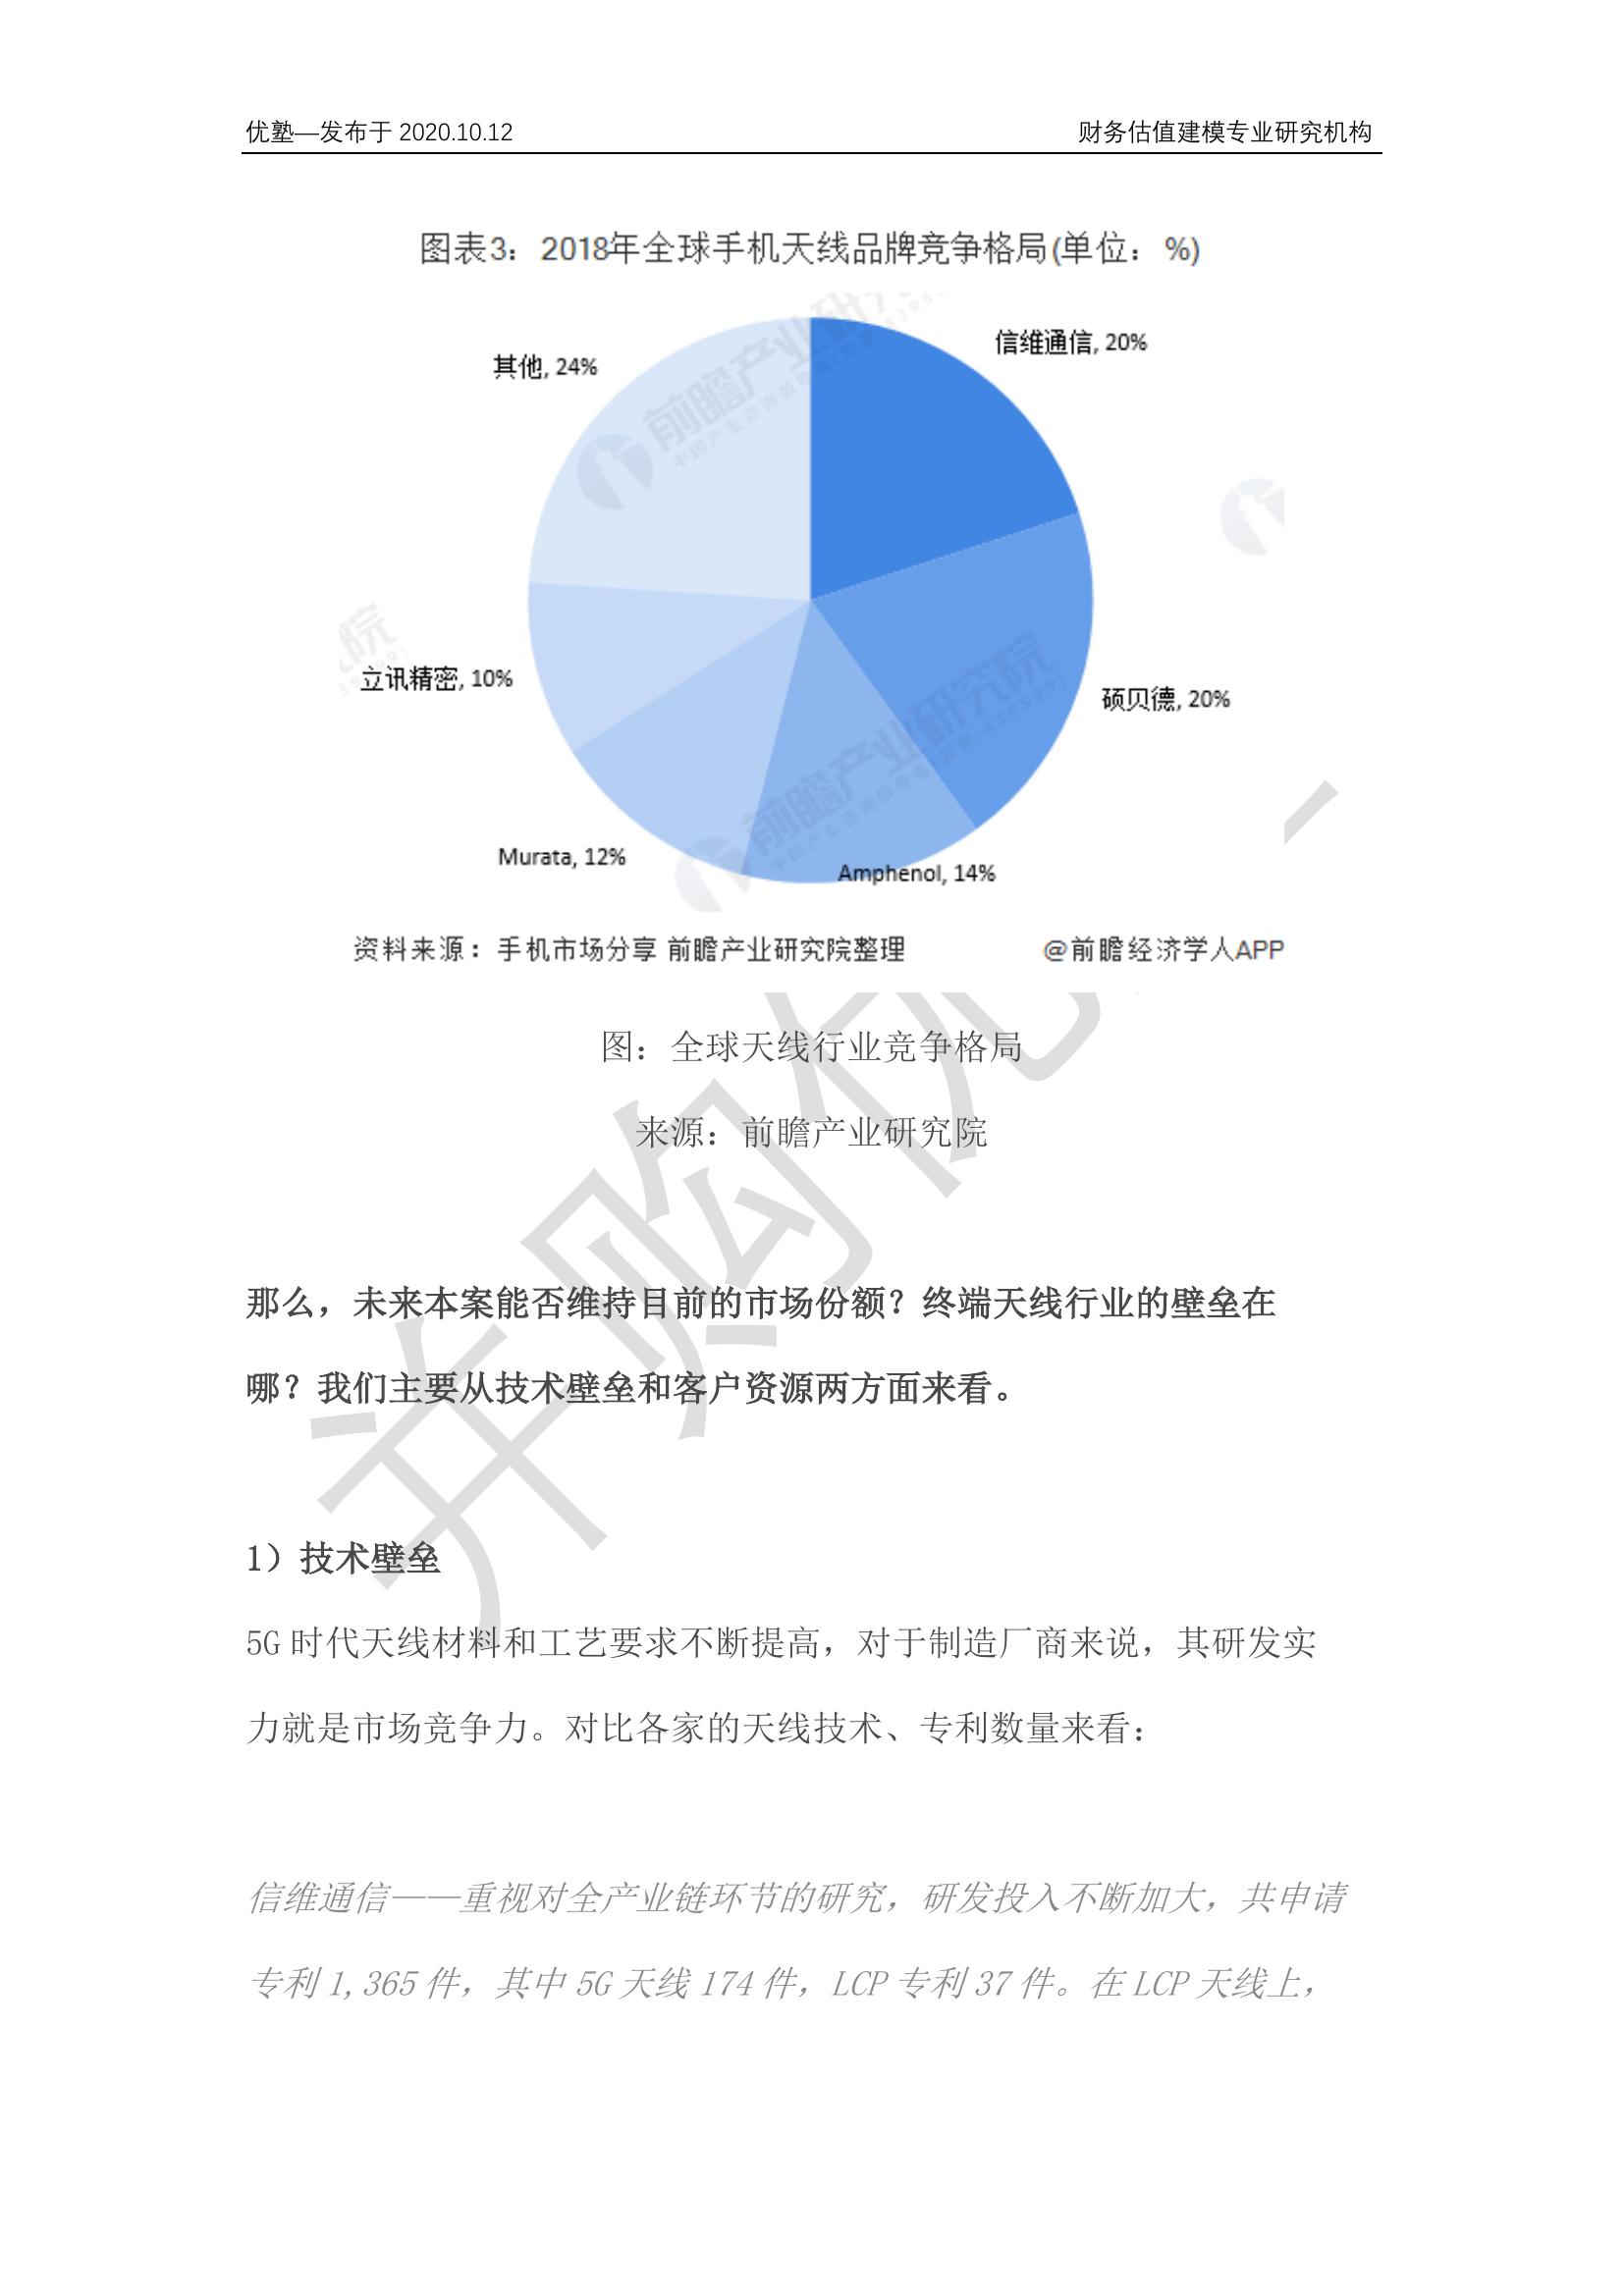 优塾—发布于 2020.10.12 财务估值建模专业研究机构
图表3：2018年全球手机天线品牌竞争格局(单位：%)
信维通信, 20%
其他, 24%
立讯精密, 10%
硕贝德, 20%
Murata, 12%
Amphenol, 14%
前瞻产业研究院
资料来源：手机市场分享 前瞻产业研究院整理 @前瞻经济学人APP
图：全球天线行业竞争格局
来源：前瞻产业研究院
那么，未来本案能否维持目前的市场份额？终端天线行业的壁垒在
哪？我们主要从技术壁垒和客户资源两方面来看。
1）技术壁垒
5G 时代天线材料和工艺要求不断提高，对于制造厂商来说，其研发实
力就是市场竞争力。对比各家的天线技术、专利数量来看：
信维通信——重视对全产业链环节的研究，研发投入不断加大，共申请
专利 1,365 件，其中 5G 天线 174 件，LCP 专利 37 件。在 LCP 天线上，
并购优